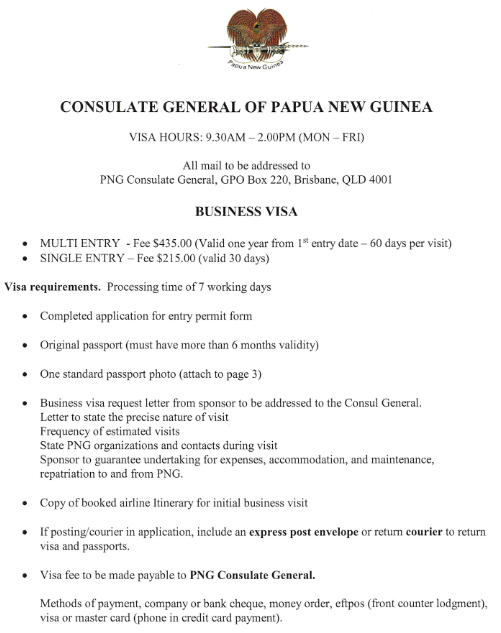 Papua New Guinea
CONSULATE GENERAL OF PAPUA NEW GUINEA
VISA HOURS: 9.30AM – 2.00PM (MON – FRI)
All mail to be addressed to
PNG Consulate General, GPO Box 220, Brisbane, QLD 4001
BUSINESS VISA
• MULTI ENTRY - Fee $435.00 (Valid one year from 1st entry date – 60 days per visit)
• SINGLE ENTRY – Fee $215.00 (valid 30 days)
Visa requirements. Processing time of 7 working days
• Completed application for entry permit form
• Original passport (must have more than 6 months validity)
• One standard passport photo (attach to page 3)
• Business visa request letter from sponsor to be addressed to the Consul General.
Letter to state the precise nature of visit
Frequency of estimated visits
State PNG organizations and contacts during visit
Sponsor to guarantee undertaking for expenses, accommodation, and maintenance,
repatriation to and from PNG.
• Copy of booked airline Itinerary for initial business visit
• If posting/courier in application, include an express post envelope or return courier to return
visa and passports.
• Visa fee to be made payable to PNG Consulate General.
Methods of payment, company or bank cheque, money order, eftpos (front counter lodgment),
visa or master card (phone in credit card payment).